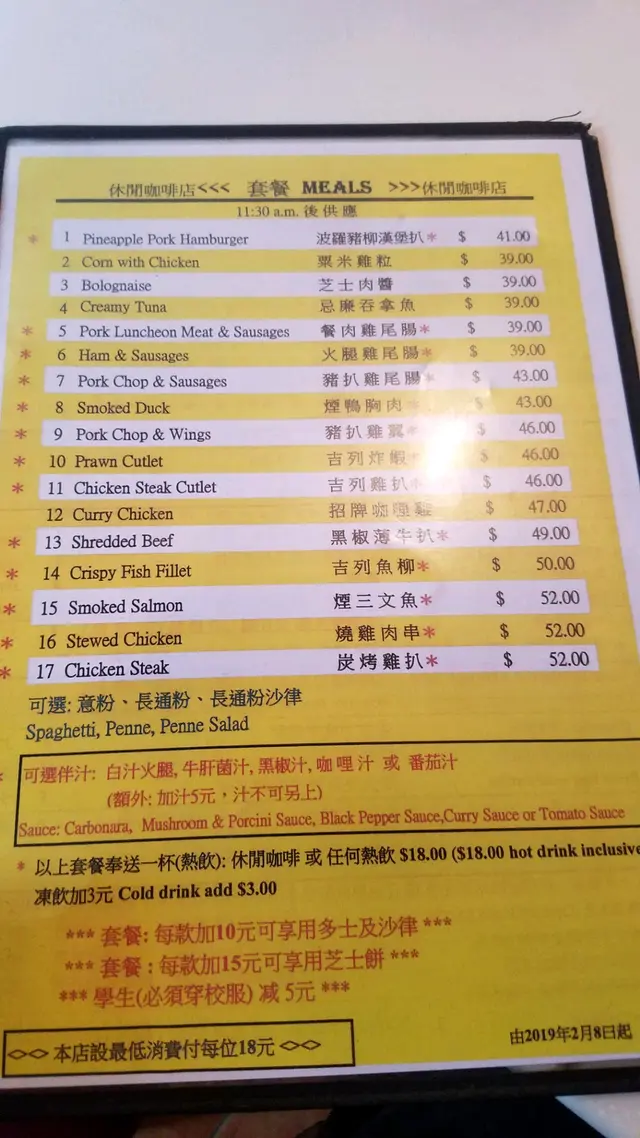 休閒咖啡店<<< 套餐 MEALS >>>休閒咖啡店
11:30 a.m. 後供應
* 1 Pineapple Pork Hamburger 波羅豬柳漢堡扒* $ 41.00
2 Corn with Chicken 粟米雞粒 $ 39.00
3 Bolognaise 芝士肉醬 $ 39.00
4 Creamy Tuna 忌廉吞拿魚 $ 39.00
* 5 Pork Luncheon Meat & Sausages 餐肉雞尾腸* $ 39.00
* 6 Ham & Sausages 火腿雞尾腸* $ 39.00
* 7 Pork Chop & Sausages 豬扒雞尾腸* $ 43.00
* 8 Smoked Duck 煙鴨胸肉* $ 43.00
* 9 Pork Chop & Wings 豬扒雞翼* $ 46.00
* 10 Prawn Cutlet 吉列炸蝦* $ 46.00
* 11 Chicken Steak Cutlet 吉列雞扒* $ 46.00
12 Curry Chicken 招牌咖喱雞 $ 47.00
* 13 Shredded Beef 黑椒薄牛扒* $ 49.00
* 14 Crispy Fish Fillet 吉列魚柳* $ 50.00
* 15 Smoked Salmon 煙三文魚* $ 52.00
* 16 Stewed Chicken 燒雞肉串* $ 52.00
* 17 Chicken Steak 炭烤雞扒* $ 52.00
可選: 意粉、長通粉、長通粉沙律
Spaghetti, Penne, Penne Salad
* 可選伴汁: 白汁火腿, 牛肝菌汁, 黑椒汁, 咖哩汁 或 番茄汁
(額外: 加汁5元，汁不可另上)
Sauce: Carbonara, Mushroom & Porcini Sauce, Black Pepper Sauce,Curry Sauce or Tomato Sauce
* 以上套餐奉送一杯(熱飲): 休閒咖啡 或 任何熱飲 $18.00 ($18.00 hot drink inclusive
凍飲加3元 Cold drink add $3.00
*** 套餐: 每款加10元可享用多士及沙律 ***
*** 套餐 : 每款加15元可享用芝士餅 ***
*** 學生(必須穿校服) 減 5元 ***
<><> 本店設最低消費付每位18元 <><>
由2019年2月8日起